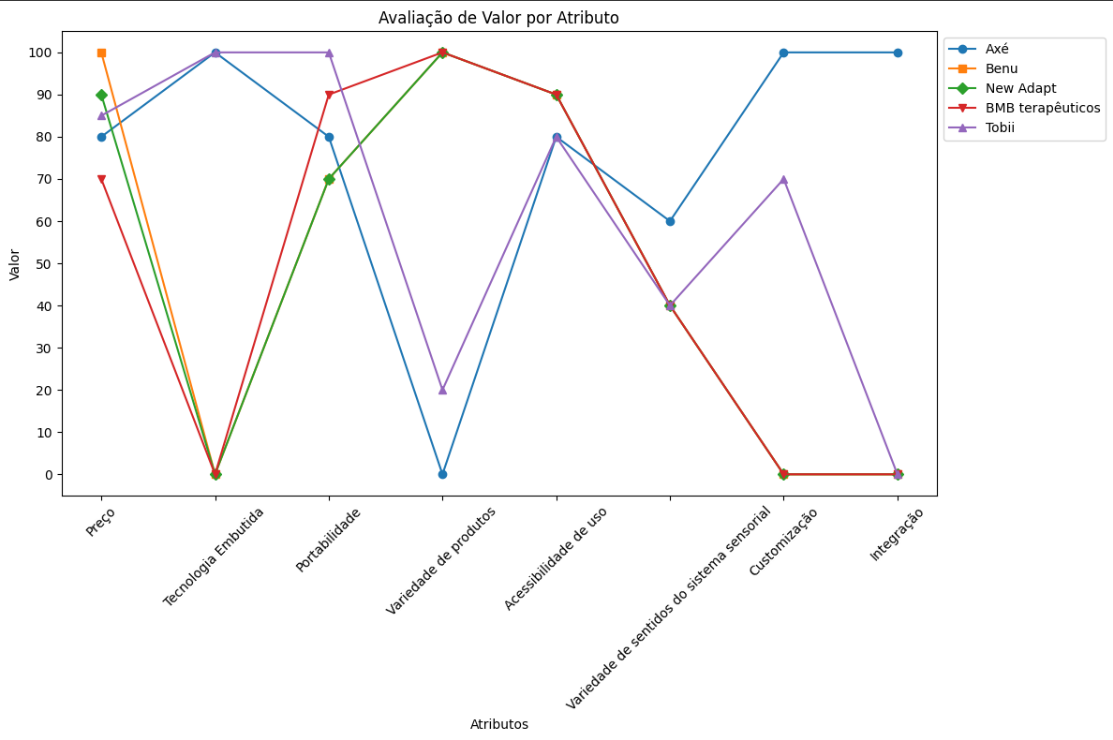 Avaliação de Valor por Atributo
Valor
100
90
80
70
60
50
40
30
20
10
0
Preço
Tecnologia Embutida
Portabilidade
Variedade de produtos
Acessibilidade de uso
Variedade de sentidos do sistema sensorial
Customização
Integração
Atributos
Axé
Benu
New Adapt
BMB terapêuticos
Tobii